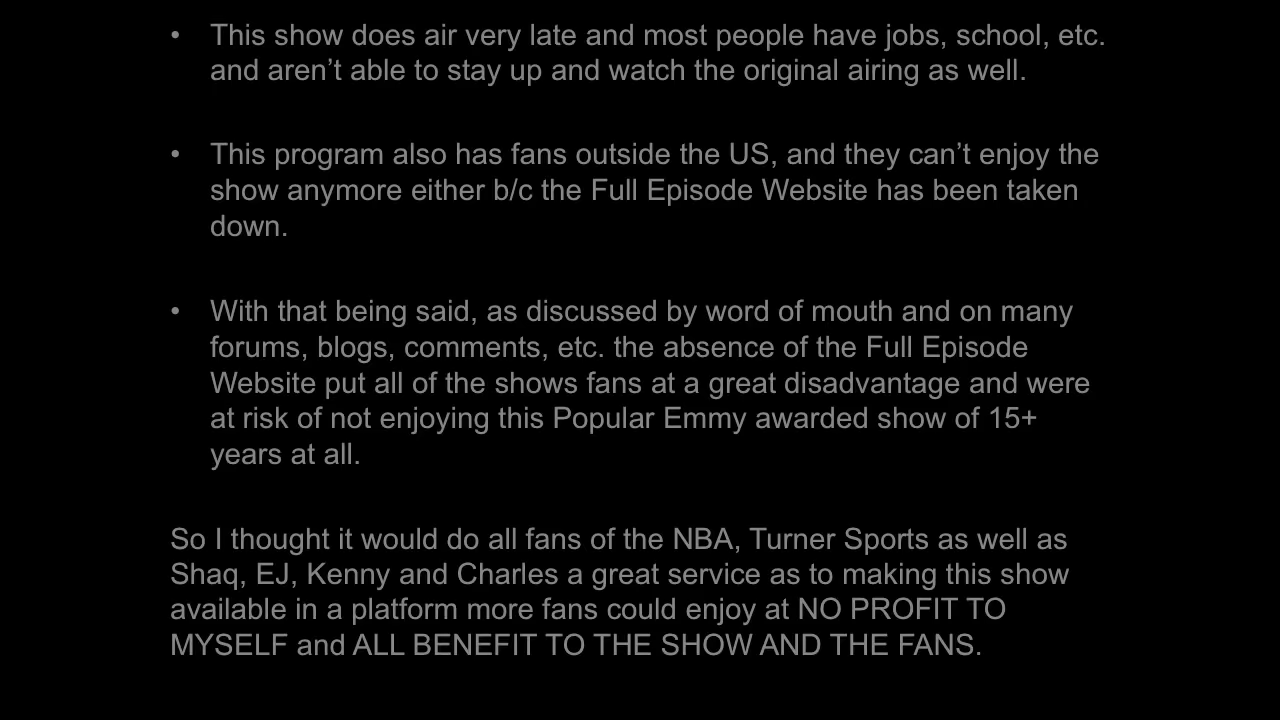 • This show does air very late and most people have jobs, school, etc.
and aren’t able to stay up and watch the original airing as well.
• This program also has fans outside the US, and they can’t enjoy the
show anymore either b/c the Full Episode Website has been taken
down.
• With that being said, as discussed by word of mouth and on many
forums, blogs, comments, etc. the absence of the Full Episode
Website put all of the shows fans at a great disadvantage and were
at risk of not enjoying this Popular Emmy awarded show of 15+
years at all.
So I thought it would do all fans of the NBA, Turner Sports as well as
Shaq, EJ, Kenny and Charles a great service as to making this show
available in a platform more fans could enjoy at NO PROFIT TO
MYSELF and ALL BENEFIT TO THE SHOW AND THE FANS.